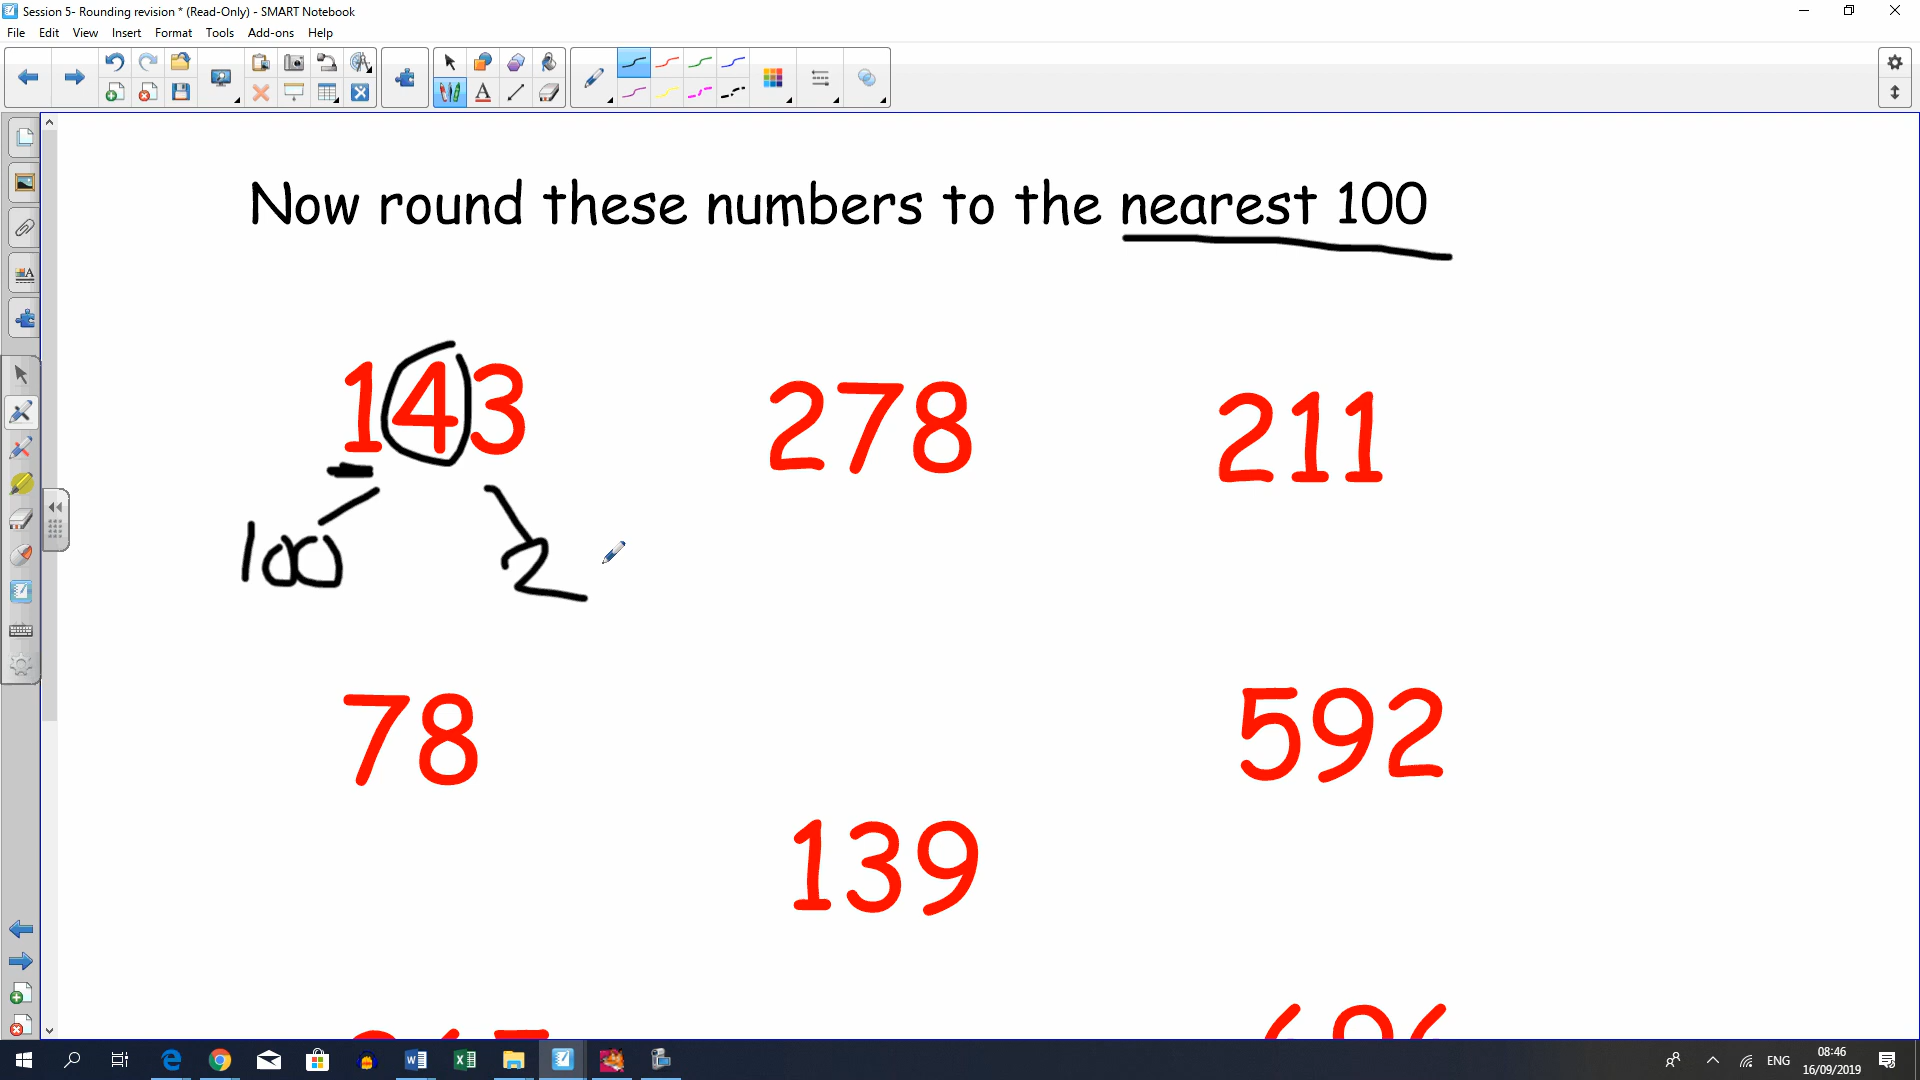 Session 5- Rounding revision * (Read-Only) - SMART Notebook
File Edit View Insert Format Tools Add-ons Help
Now round these numbers to the nearest 100
143 278 211
100 2
78 592
139
ENG
08:46
16/09/2019